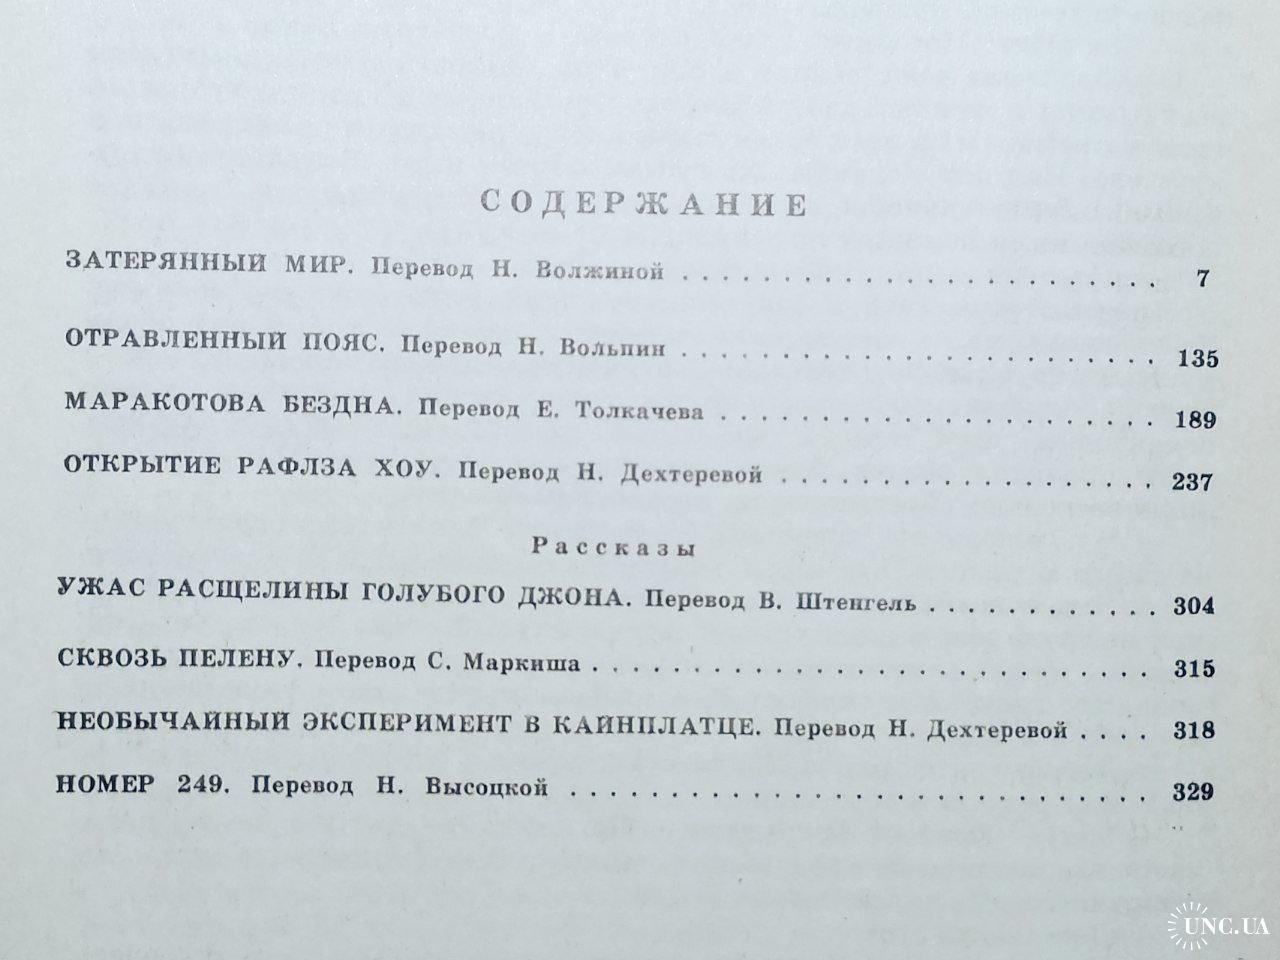 СОДЕРЖАНИЕ
ЗАТЕРЯННЫЙ МИР. Перевод Н. Волжиной . . . . . . . . . . . . . . . . . . . . . . . . 7
ОТРАВЛЕННЫЙ ПОЯС. Перевод Н. Вольпин . . . . . . . . . . . . . . . . . . . . . . . . 135
МАРАКОТОВА БЕЗДНА. Перевод Е. Толкачева . . . . . . . . . . . . . . . . . . . . . . 189
ОТКРЫТИЕ РАФЛЗА ХОУ. Перевод Н. Дехтеревой . . . . . . . . . . . . . . . . . . . 237
Рассказы
УЖАС РАСЩЕЛИНЫ ГОЛУБОГО ДЖОНА. Перевод В. Штенгель . . . . . . . . . . . . 304
СКВОЗЬ ПЕЛЕНУ. Перевод С. Маркиша . . . . . . . . . . . . . . . . . . . . . . . . . . . . 315
НЕОБЫЧАЙНЫЙ ЭКСПЕРИМЕНТ В КАЙНПЛАТЦЕ. Перевод Н. Дехтеревой . . . . 318
НОМЕР 249. Перевод Н. Высоцкой . . . . . . . . . . . . . . . . . . . . . . . . . . . . . 329
UNC.UA